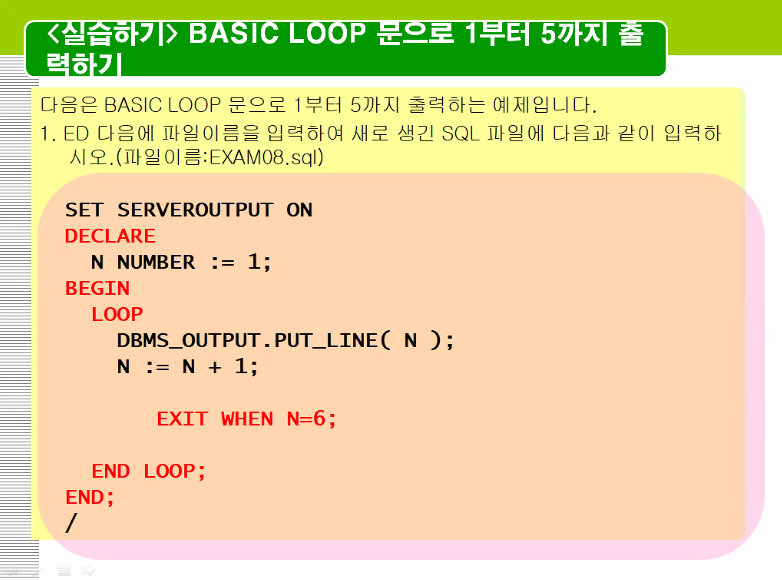 <실습하기> BASIC LOOP 문으로 1부터 5까지 출
력하기
다음은 BASIC LOOP 문으로 1부터 5까지 출력하는 예제입니다.
1. ED 다음에 파일이름을 입력하여 새로 생긴 SQL 파일에 다음과 같이 입력하
시오.(파일이름:EXAM08.sql)
SET SERVEROUTPUT ON
DECLARE
N NUMBER := 1;
BEGIN
LOOP
DBMS_OUTPUT.PUT_LINE( N );
N := N + 1;
EXIT WHEN N=6;
END LOOP;
END;
/